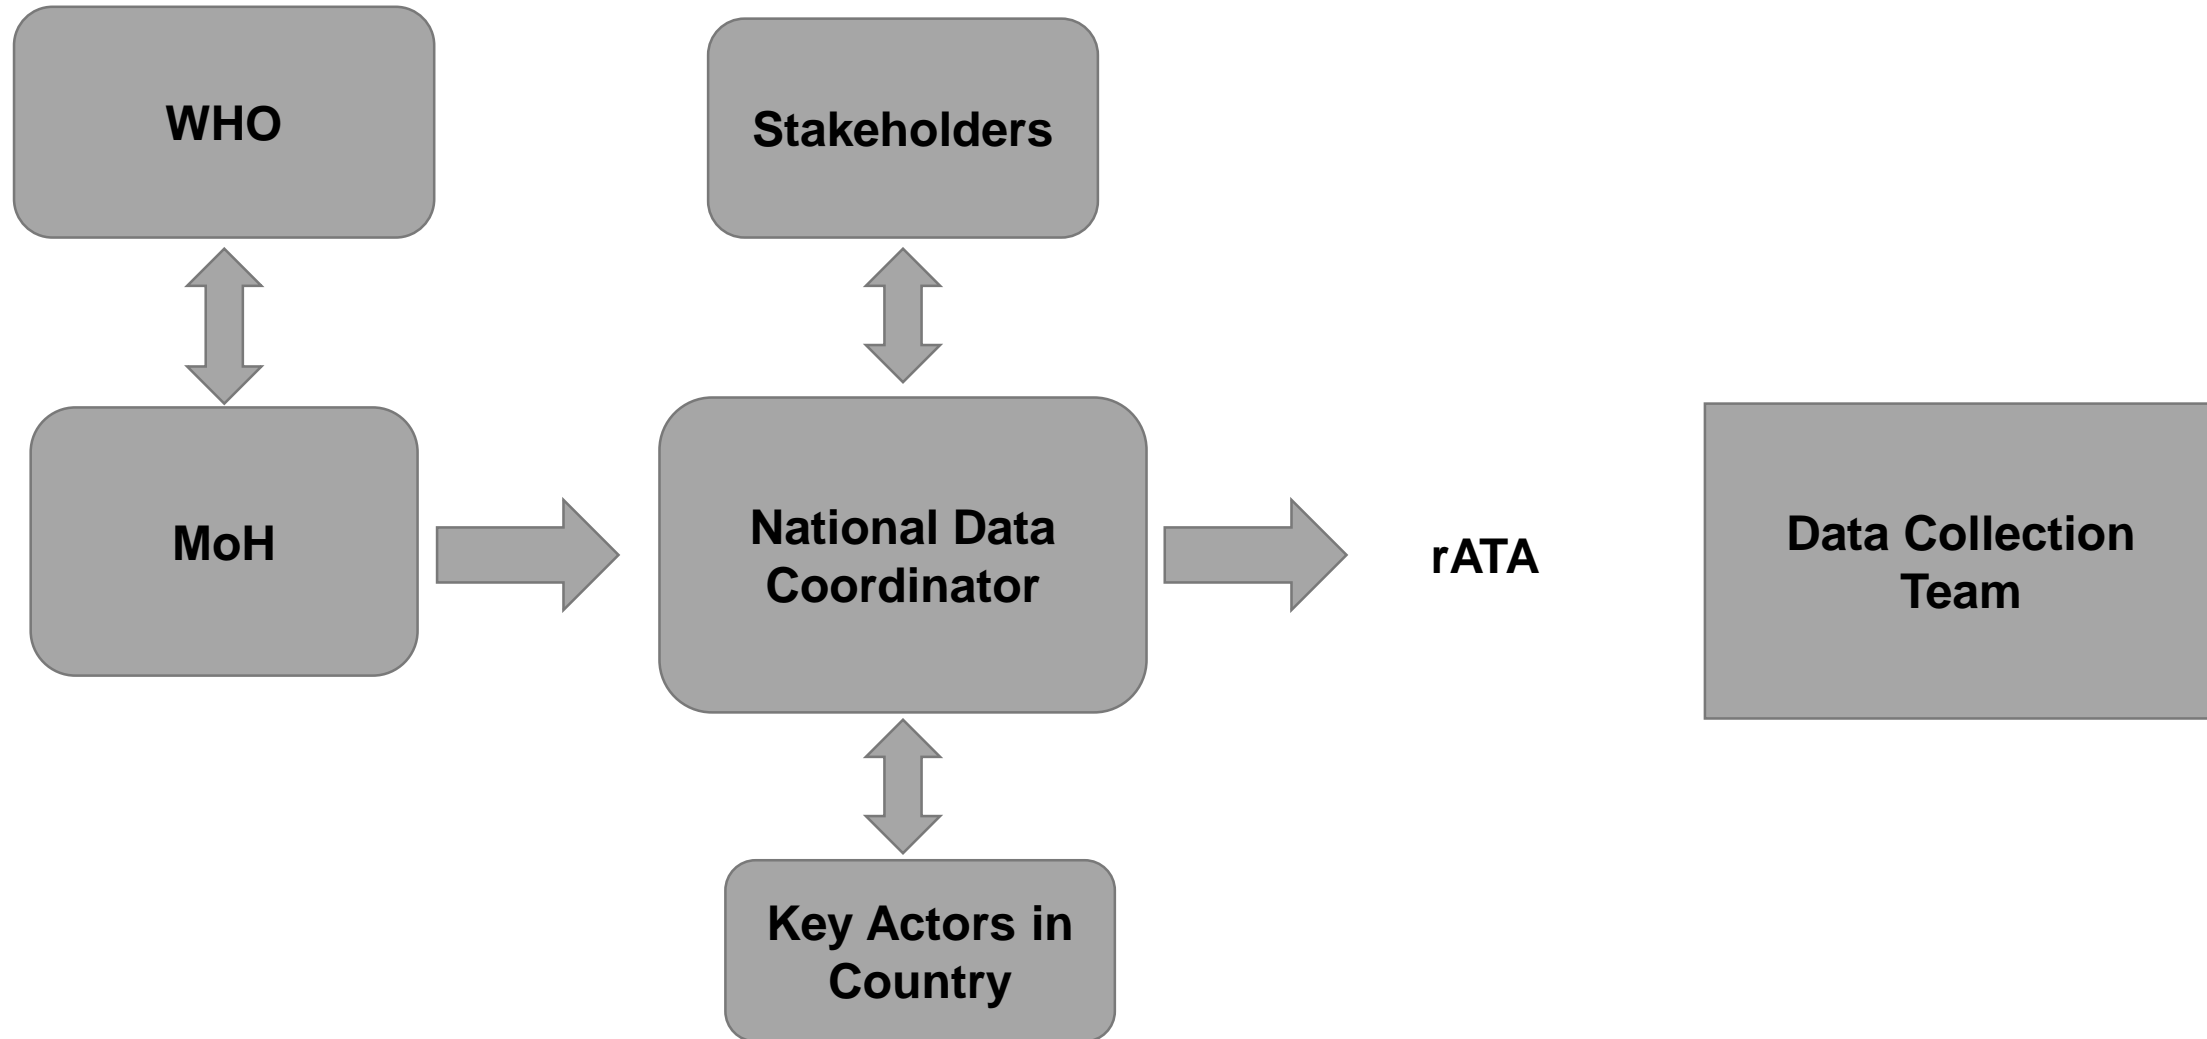 WHO
Stakeholders
MoH
National Data
Coordinator
rATA
Data Collection
Team
Key Actors in
Country